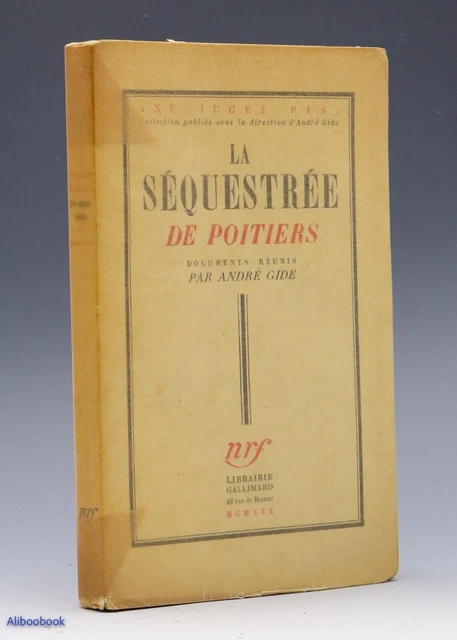 « NE JUGEZ PAS »
Collection publiée sous la direction d'André Gide
LA
SÉQUESTRÉE
DE POITIERS
DOCUMENTS RÉUNIS
PAR ANDRÉ GIDE
nrf
LIBRAIRIE
GALLIMARD
43 rue de Beaune
MCMXXX
nrf
Aliboobook